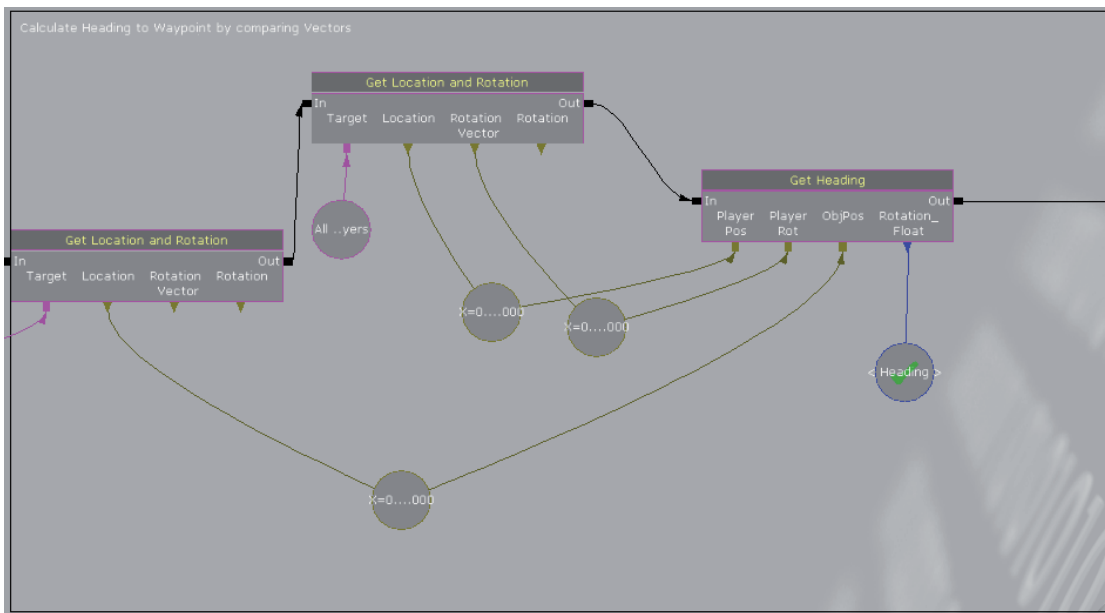 Calculate Heading to Waypoint by comparing Vectors
Get Location and Rotation
In Out
Target Location Rotation Rotation
Vector
All ..yers
Get Heading
In Out
Player Player ObjPos Rotation_
Pos Rot Float
Get Location and Rotation
In Out
Target Location Rotation Rotation
Vector
X=0....000
X=0....000
< Heading >
X=0....000